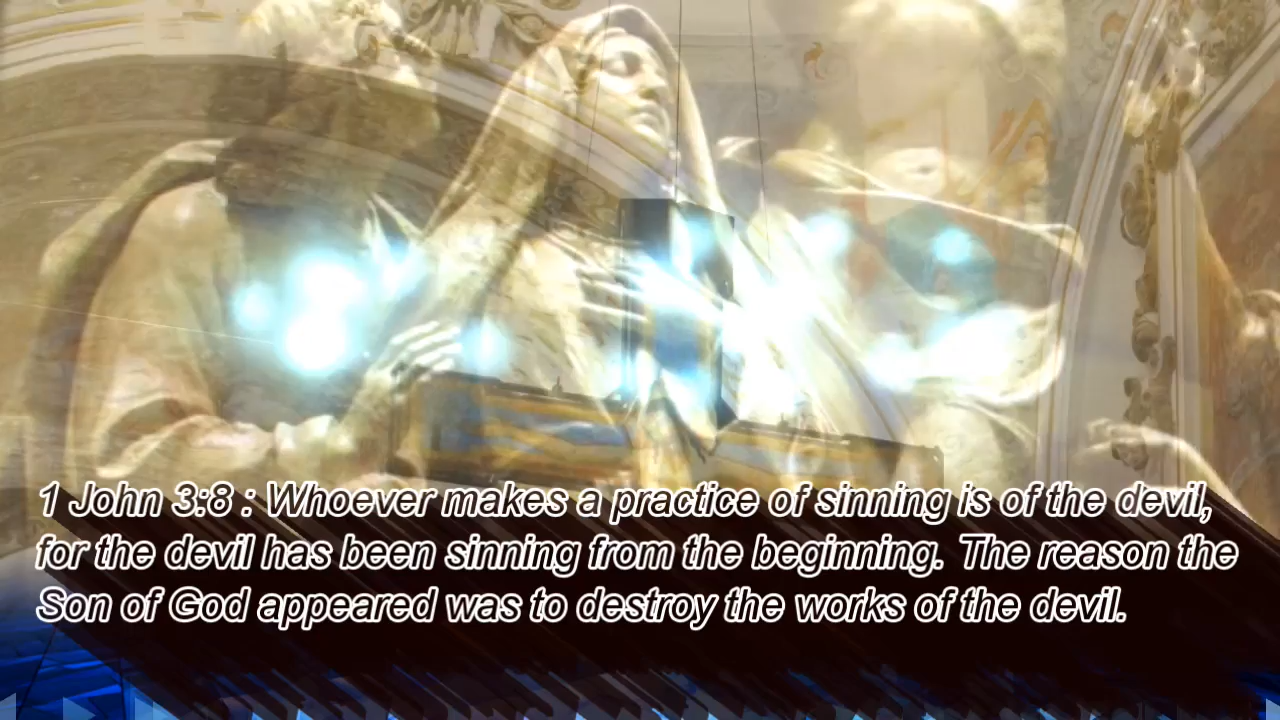 1 John 3:8 : Whoever makes a practice of sinning is of the devil,
for the devil has been sinning from the beginning. The reason the
Son of God appeared was to destroy the works of the devil.